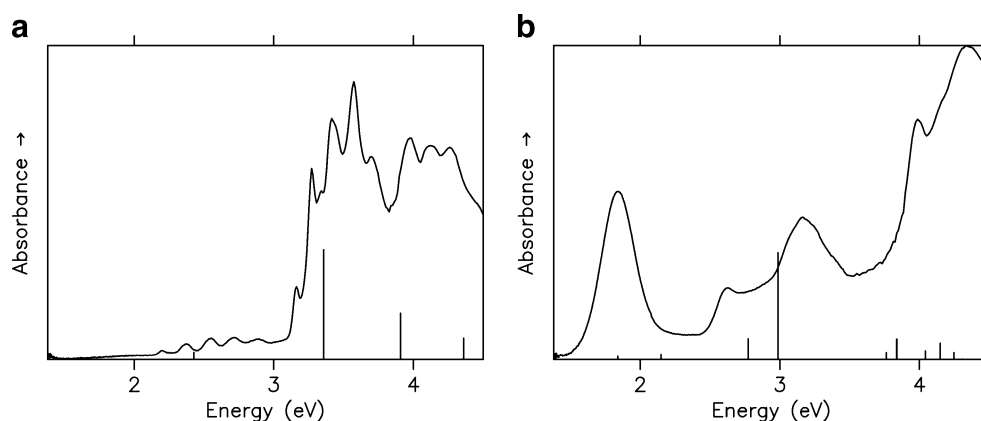 a
Absorbance →
2 3 4
Energy (eV)
b
Absorbance →
2 3 4
Energy (eV)